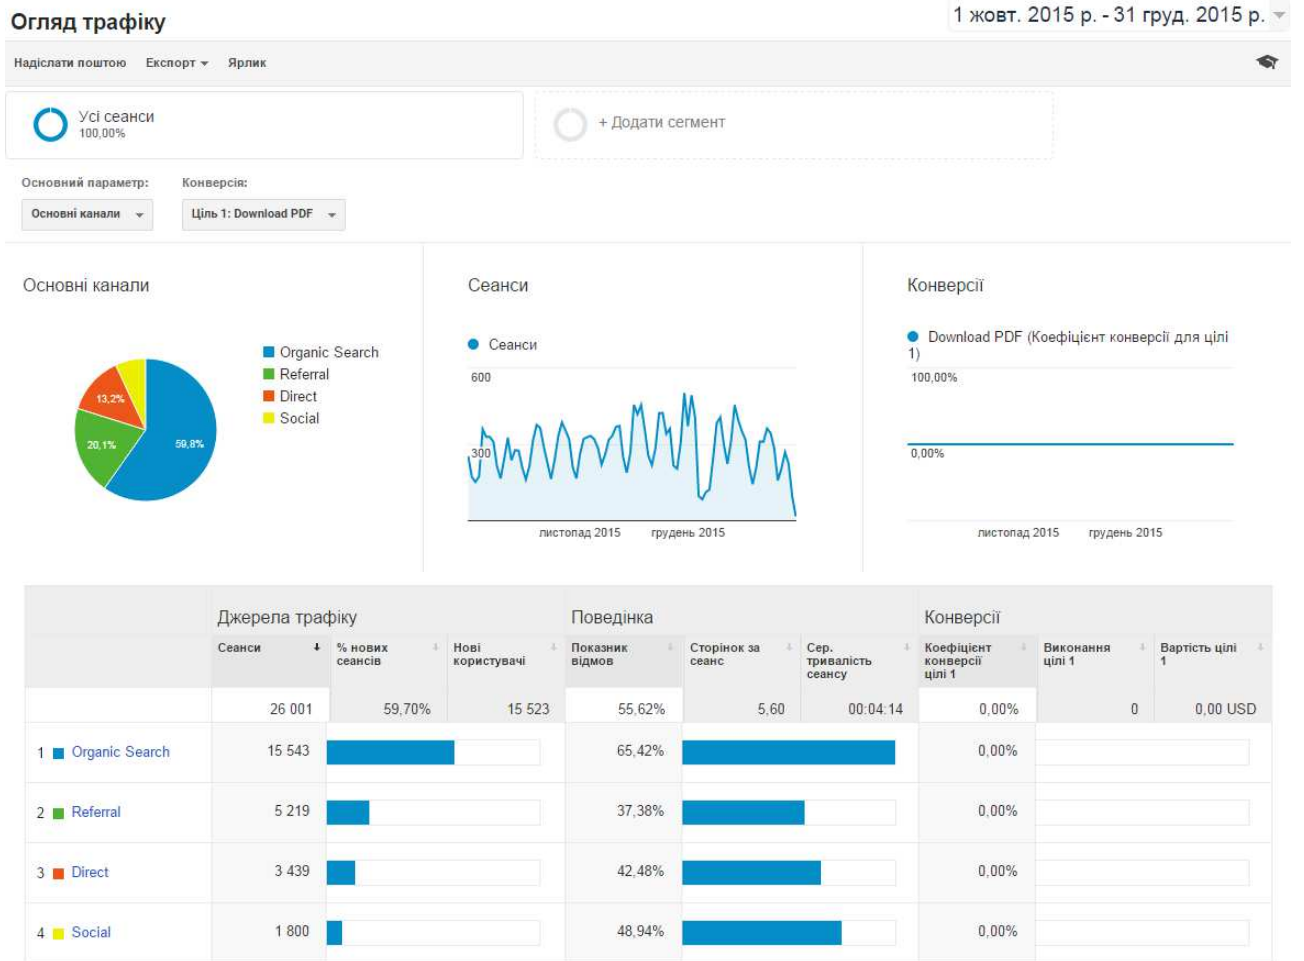 Огляд трафіку
1 жовт. 2015 р. - 31 груд. 2015 р.
Надіслати поштою Експорт Ярлик
Усі сеанси
100,00%
+ Додати сегмент
Основний параметр: Конверсія:
Основні канали Ціль 1: Download PDF
Основні канали
Organic Search
Referral
Direct
Social
13,2%
20,1%
59,8%
Сеанси
Сеанси
600
300
листопад 2015 грудень 2015
Конверсії
Download PDF (Коефіцієнт конверсії для цілі
1)
100,00%
0,00%
листопад 2015 грудень 2015
Джерела трафіку Поведінка Конверсії
Сеанси % нових Нові Показник Сторінок за Сер. Коефіцієнт Виконання Вартість цілі
сеансів користувачі відмов сеанс тривалість конверсії цілі 1 1
сеансу цілі 1
26 001 59,70% 15 523 55,62% 5,60 00:04:14 0,00% 0 0,00 USD
1 Organic Search 15 543 65,42% 0,00%
2 Referral 5 219 37,38% 0,00%
3 Direct 3 439 42,48% 0,00%
4 Social 1 800 48,94% 0,00%